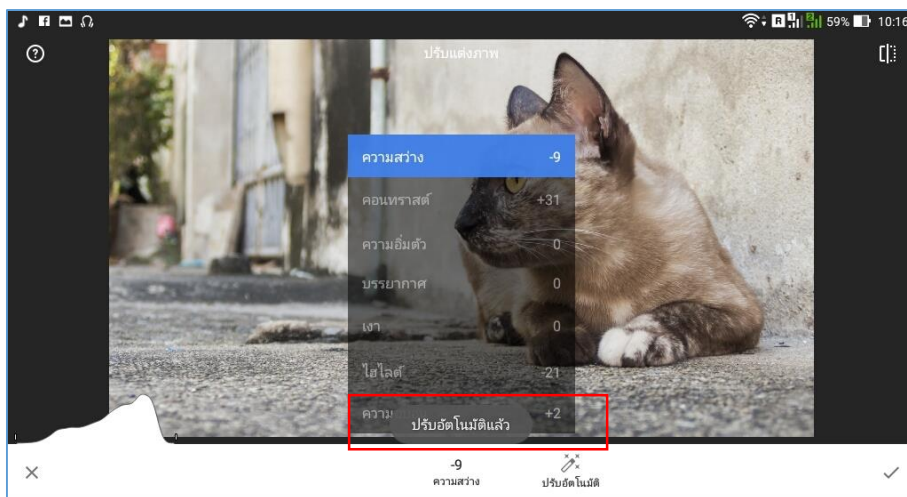 59% 10:16
ปรับแต่งภาพ
ความสว่าง -9
คอนทราสต์ +31
ความอิ่มตัว 0
บรรยากาศ 0
เงา 0
ไฮไลต์ -21
ความ +2
ปรับอัตโนมัติแล้ว
-9
ความสว่าง ปรับอัตโนมัติ